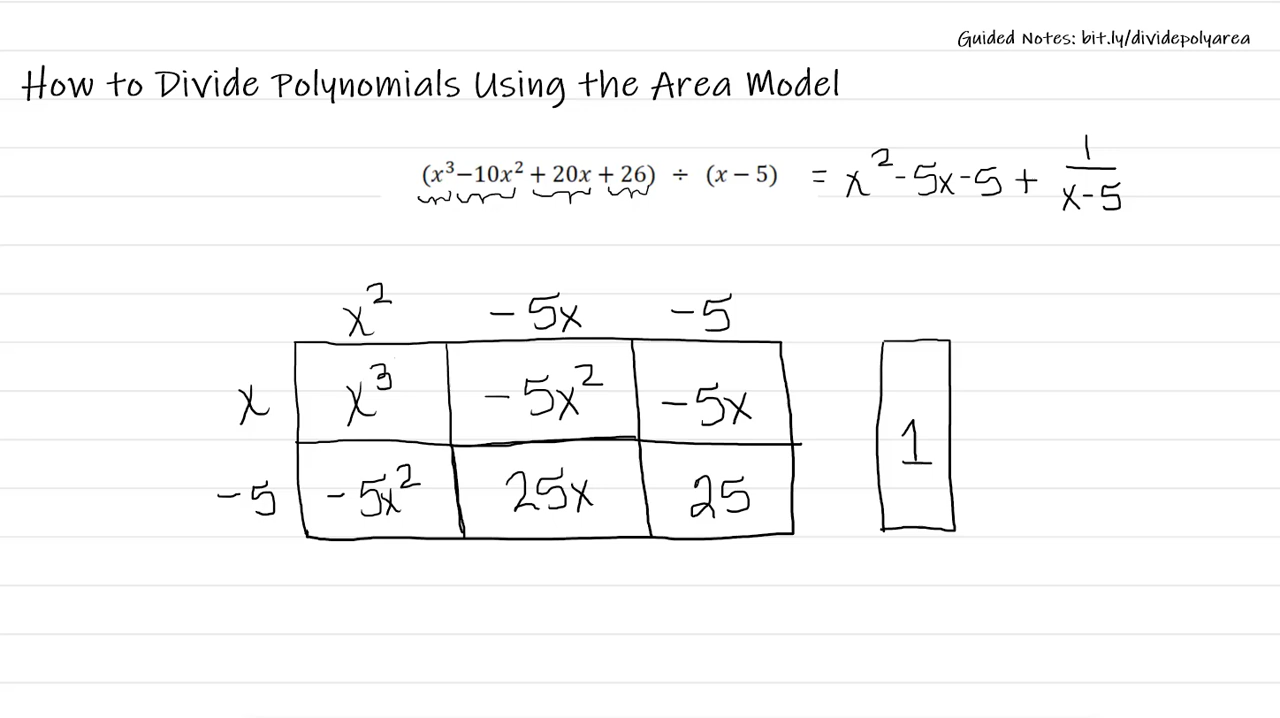 Guided Notes: bit.ly/dividepolyarea
How to Divide Polynomials Using the Area Model
(x³−10x² + 20x + 26) ÷ (x − 5) = x² - 5x - 5 + 1/(x-5)
x² - 5x - 5
x x³ - 5x² - 5x 1
- 5 - 5x² 25x 25